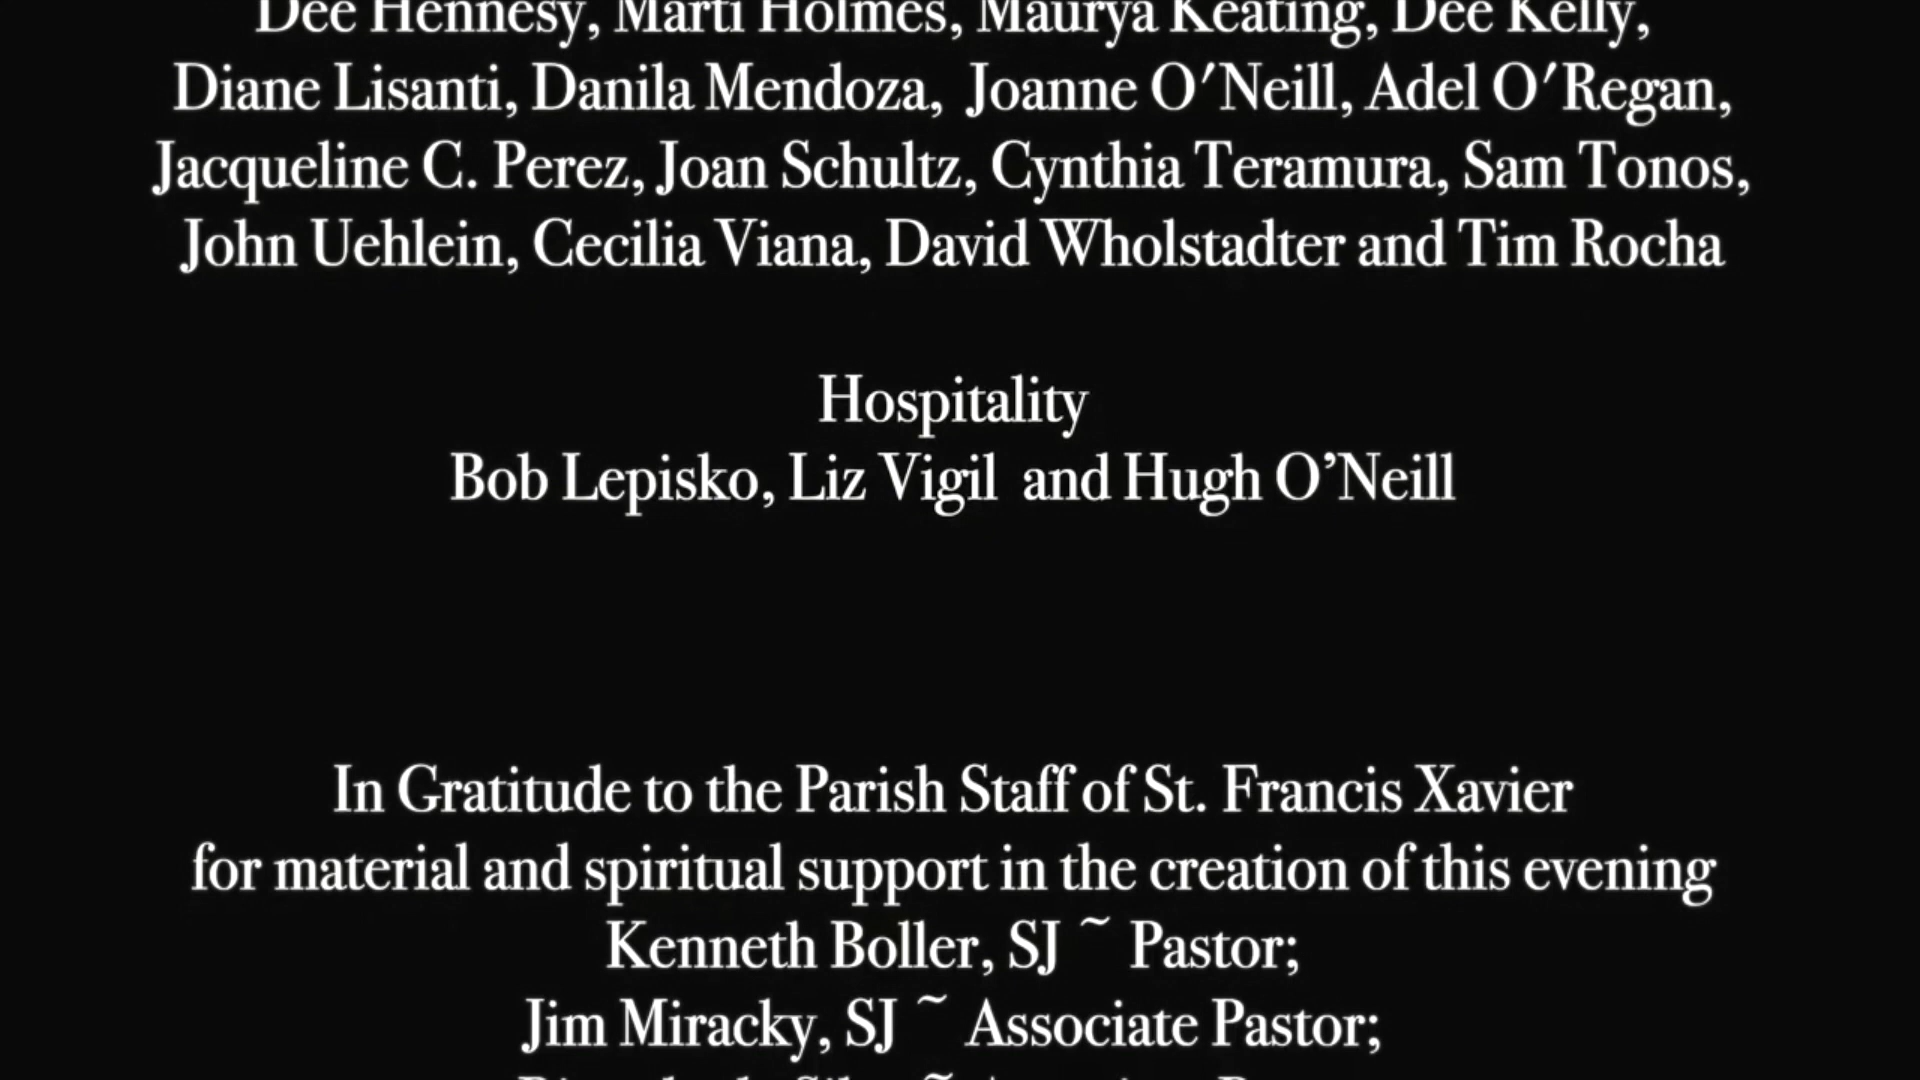 Dee Hennesy, Marti Holmes, Maurya Keating, Dee Kelly,
Diane Lisanti, Danila Mendoza, Joanne O'Neill, Adel O'Regan,
Jacqueline C. Perez, Joan Schultz, Cynthia Teramura, Sam Tonos,
John Uehlein, Cecilia Viana, David Wholstadter and Tim Rocha
Hospitality
Bob Lepisko, Liz Vigil and Hugh O’Neill
In Gratitude to the Parish Staff of St. Francis Xavier
for material and spiritual support in the creation of this evening
Kenneth Boller, SJ ~ Pastor;
Jim Miracky, SJ ~ Associate Pastor;